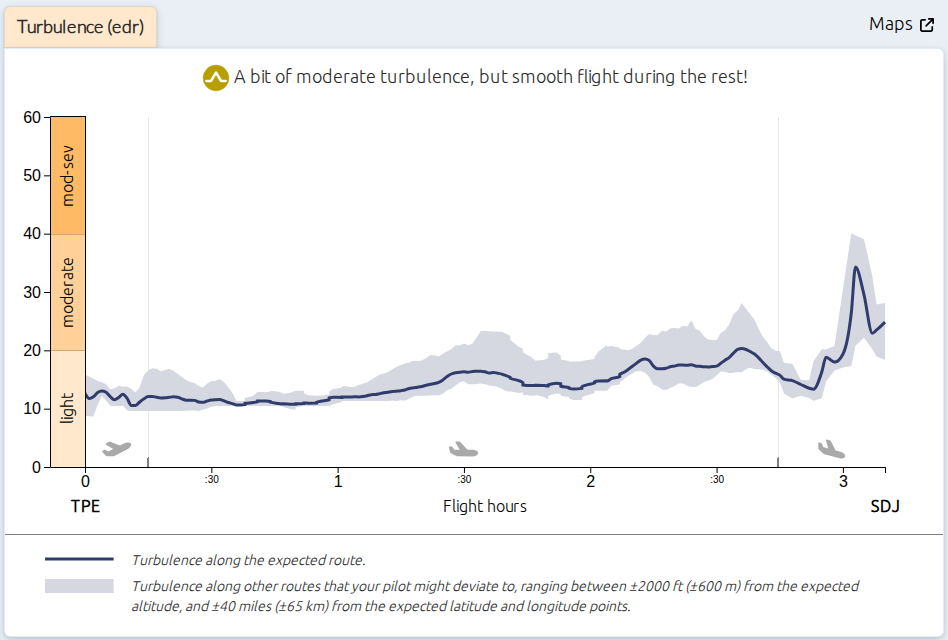 Turbulence (edr)
Maps
A bit of moderate turbulence, but smooth flight during the rest!
60
50
40
30
20
10
0
mod-sev
moderate
light
0
:30
1
:30
2
:30
3
TPE
Flight hours
SDJ
Turbulence along the expected route.
Turbulence along other routes that your pilot might deviate to, ranging between ±2000 ft (±600 m) from the expected
altitude, and ±40 miles (±65 km) from the expected latitude and longitude points.